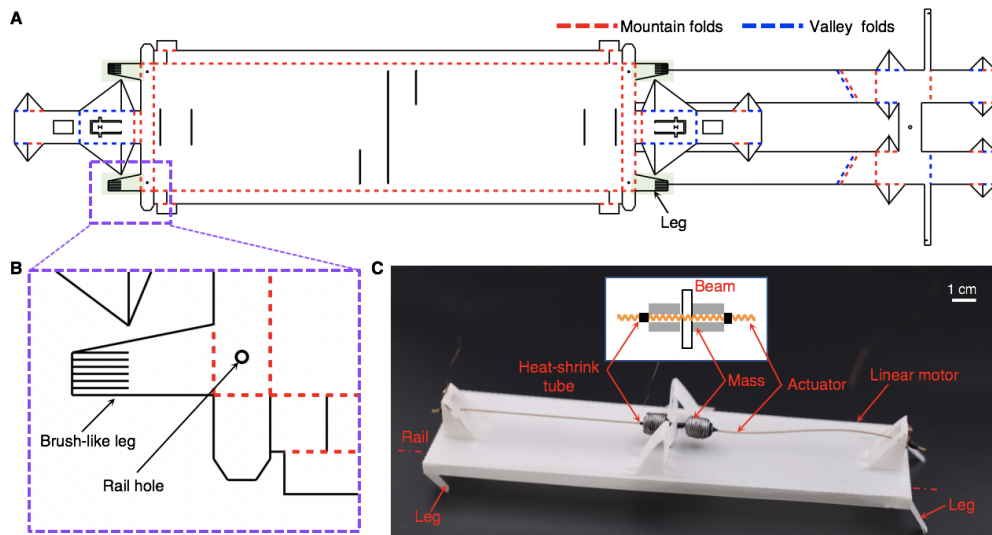 A
Mountain folds
Valley folds
Leg
B
Brush-like leg
Rail hole
C
Beam
1 cm
Heat-shrink
tube
Mass
Actuator
Linear motor
Rail
Leg
Leg